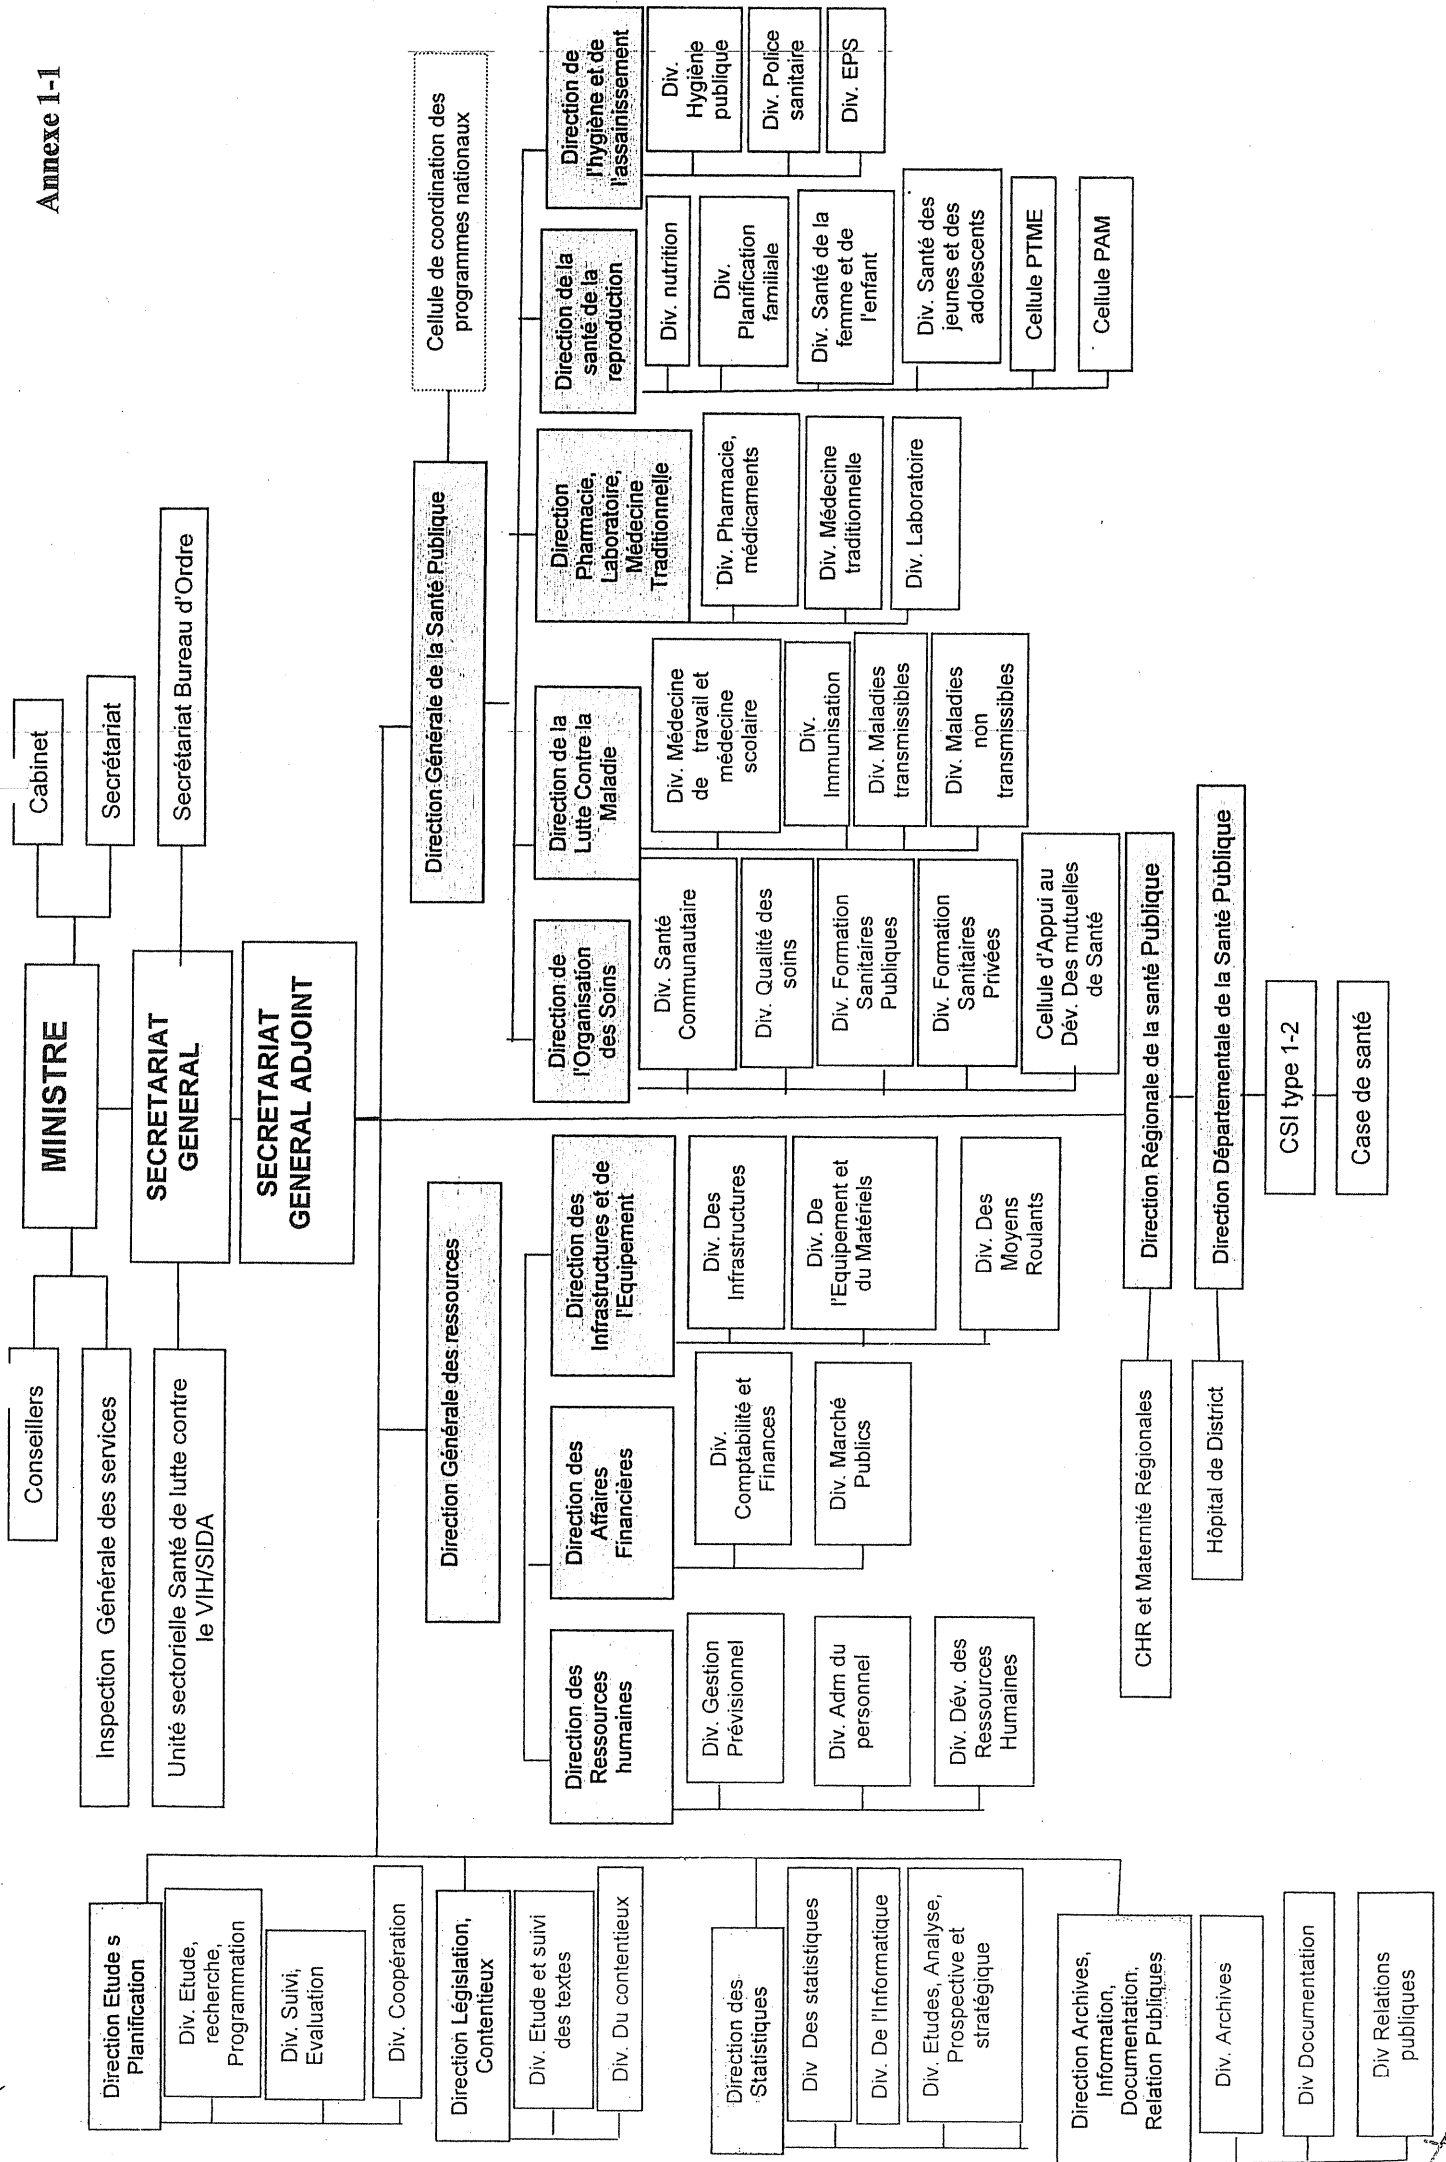 Annexe 1-1
MINISTRE
Conseillers
Inspection Générale des services
Cabinet
Secrétariat
SECRETARIAT
GENERAL
Unité sectorielle Santé de lutte contre
le VIH/SIDA
Secrétariat Bureau d'Ordre
SECRETARIAT
GENERAL ADJOINT
Direction Etude s
Planification
Div. Etude,
recherche,
Programmation
Div. Suivi,
Evaluation
Div. Coopération
Direction Législation,
Contentieux
Div. Etude et suivi
des textes
Div. Du contentieux
Direction des
Statistiques
Div Des statistiques
Div. De l'Informatique
Div. Etudes, Analyse,
Prospective et
stratégique
Direction Archives,
Information,
Documentation,
Relation Publiques
Div. Archives
Div Documentation
Div Relations
publiques
Direction Générale des ressources
Direction des
Ressources
humaines
Div. Gestion
Prévisionnel
Div. Adm du
personnel
Div. Dév. des
Ressources
Humaines
Direction des
Affaires
Financières
Div.
Comptabilité et
Finances
Div. Marché
Publics
Direction des
Infrastructures et de
l'Equipement
Div. Des
Infrastructures
Div. De
l'Equipement et
du Matériels
Div. Des
Moyens
Roulants
Direction Générale de la Santé Publique
Cellule de coordination des
programmes nationaux
Direction de
l'Organisation
des Soins
Div. Santé
Communautaire
Div. Qualité des
soins
Div. Formation
Sanitaires
Publiques
Div. Formation
Sanitaires
Privées
Cellule d'Appui au
Dév. Des mutuelles
de Santé
Direction de la
Lutte Contre la
Maladie
Div. Médecine
de travail et
médecine
scolaire
Div.
Immunisation
Div. Maladies
transmissibles
Div. Maladies
non
transmissibles
Direction
Pharmacie,
Laboratoire,
Médecine
Traditionnelle
Div. Pharmacie,
médicaments
Div. Médecine
traditionnelle
Div. Laboratoire
Direction de la
santé de la
reproduction
Div. nutrition
Div.
Planification
familiale
Div. Santé de la
femme et de
l'enfant
Div. Santé des
jeunes et des
adolescents
Cellule PTME
Cellule PAM
Direction de
l'hygiène et de
l'assainissement
Div.
Hygiène
publique
Div. Police
sanitaire
Div. EPS
Direction Régionale de la santé Publique
CHR et Maternité Régionales
Direction Départementale de la Santé Publique
Hôpital de District
CSI type 1-2
Case de santé